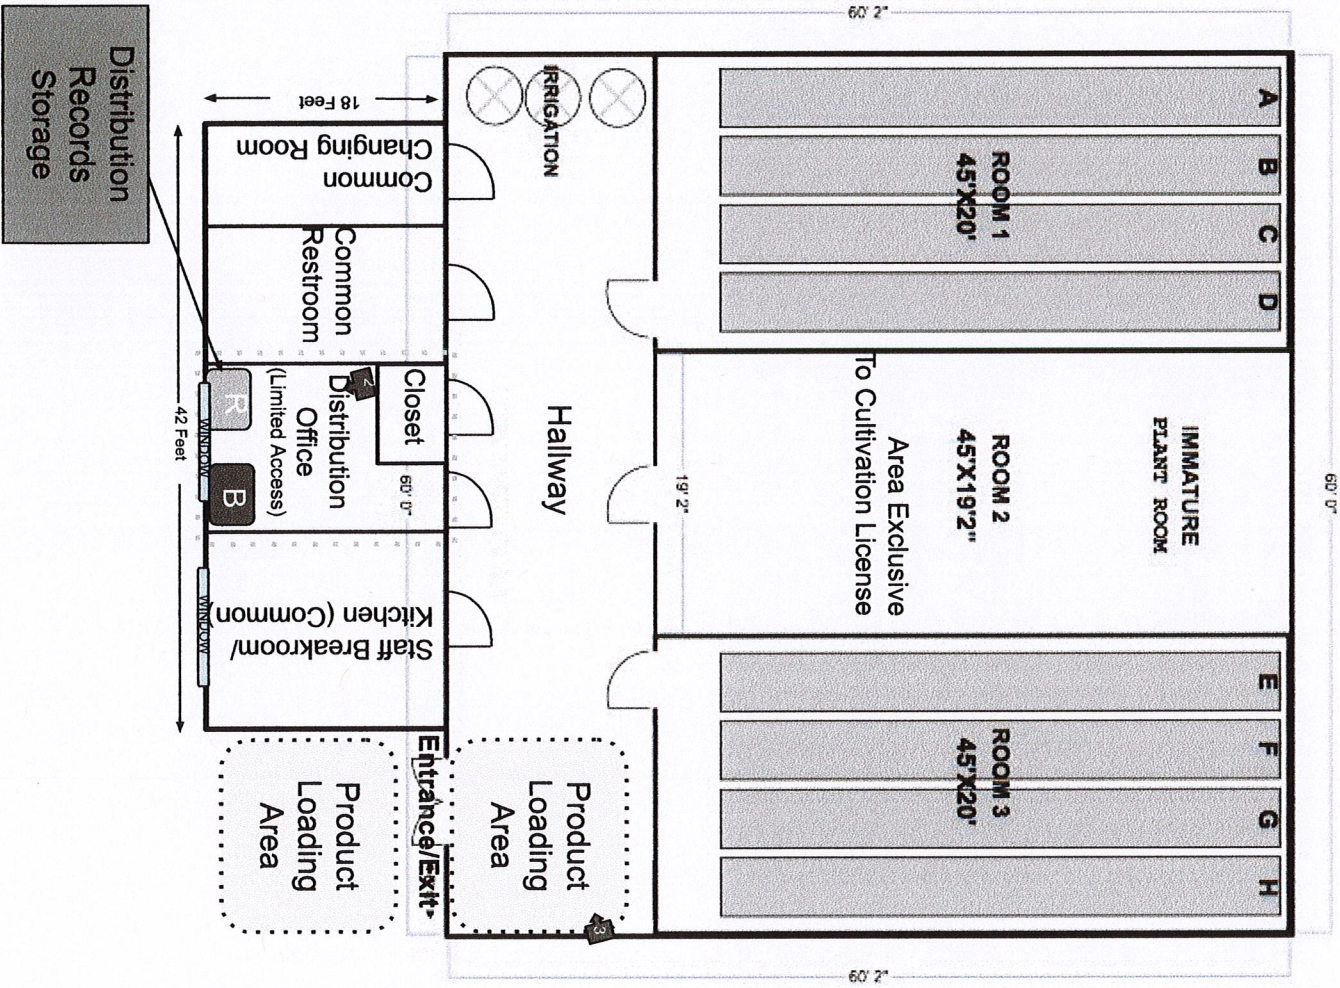 60' 2"
Distribution
Records
Storage
18 Feet
Common
Changing Room
Common
Restroom
IRRIGATION
A
B
C
D
ROOM 1
45'X20'
Closet
2
Distribution
Office
(Limited Access)
R
B
WINDOW
42 Feet
60' 0"
Hallway
19' 2"
IMMATURE
PLANT ROOM
ROOM 2
45'X19'2"
Area Exclusive
To Cultivation License
60' 0"
Staff Breakroom/
Kitchen (Common)
WINDOW
E
F
G
H
ROOM 3
45'X20'
Entrance/Exit
Product
Loading
Area
Product
Loading
Area
3
60' 2"